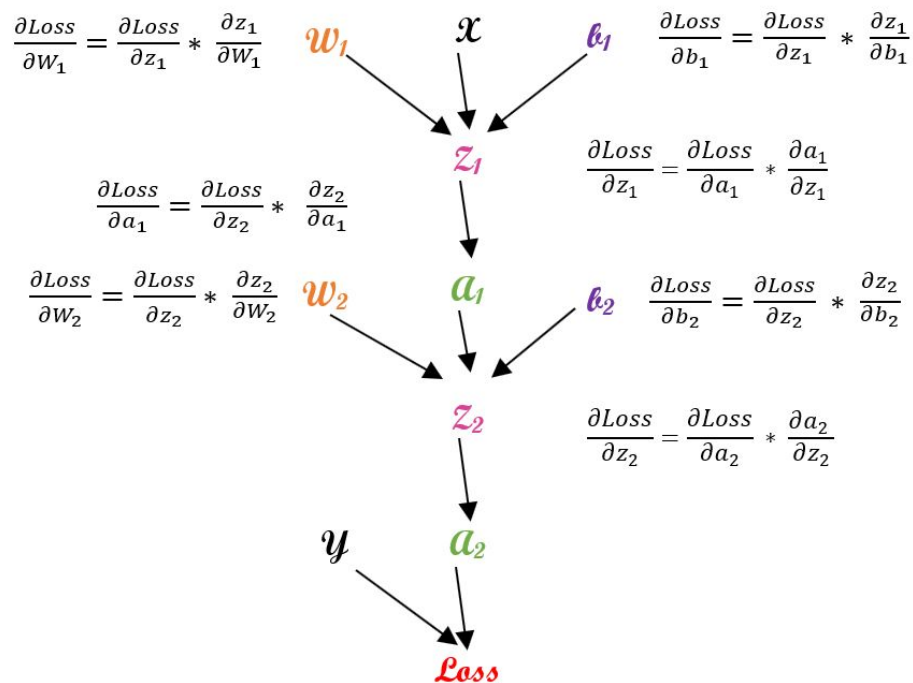 ∂Loss/∂W₁ = ∂Loss/∂z₁ * ∂z₁/∂W₁
w₁
x
b₁
∂Loss/∂b₁ = ∂Loss/∂z₁ * ∂z₁/∂b₁
z₁
∂Loss/∂z₁ = ∂Loss/∂a₁ * ∂a₁/∂z₁
∂Loss/∂a₁ = ∂Loss/∂z₂ * ∂z₂/∂a₁
∂Loss/∂W₂ = ∂Loss/∂z₂ * ∂z₂/∂W₂
w₂
a₁
b₂
∂Loss/∂b₂ = ∂Loss/∂z₂ * ∂z₂/∂b₂
z₂
∂Loss/∂z₂ = ∂Loss/∂a₂ * ∂a₂/∂z₂
y
a₂
Loss